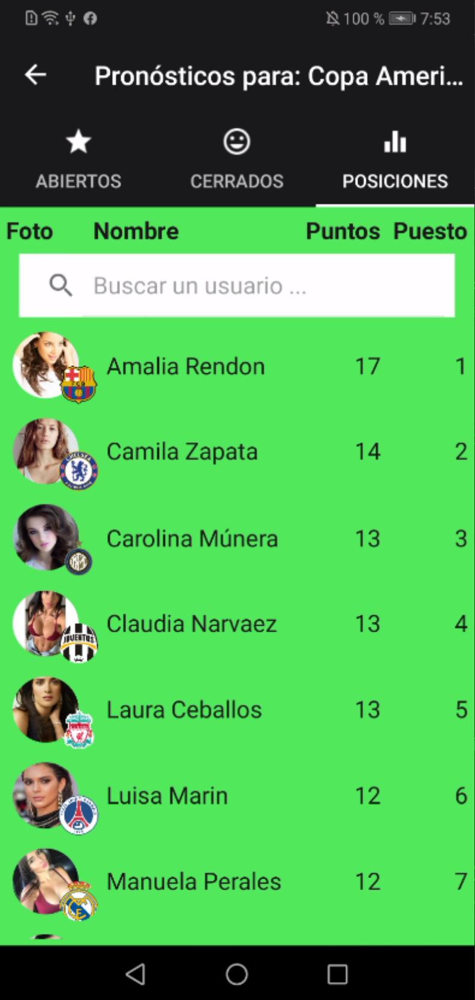 100 % 7:53
Pronósticos para: Copa Ameri...
ABIERTOS CERRADOS POSICIONES
Foto Nombre Puntos Puesto
Buscar un usuario ...
Amalia Rendon 17 1
Camila Zapata 14 2
CHELSEA
Carolina Múnera 13 3
Claudia Narvaez 13 4
JUVENTUS
Laura Ceballos 13 5
Luisa Marin 12 6
Manuela Perales 12 7